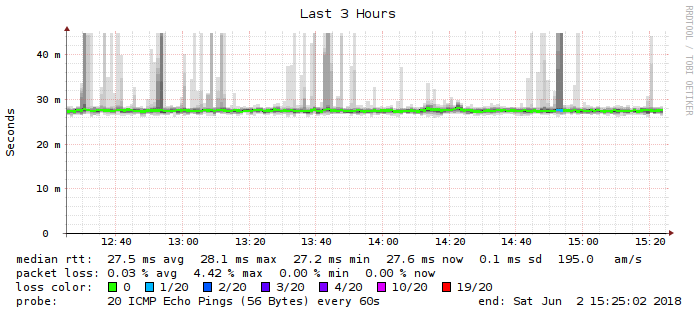 Last 3 Hours
RRDTOOL / TOBI OETIKER
Seconds
40 m
30 m
20 m
10 m
0
12:40 13:00 13:20 13:40 14:00 14:20 14:40 15:00 15:20
median rtt: 27.5 ms avg 28.1 ms max 27.2 ms min 27.6 ms now 0.1 ms sd 195.0 am/s
packet loss: 0.03 % avg 4.42 % max 0.00 % min 0.00 % now
loss color: 0 1/20 2/20 3/20 4/20 10/20 19/20
probe: 20 ICMP Echo Pings (56 Bytes) every 60s end: Sat Jun 2 15:25:02 2018